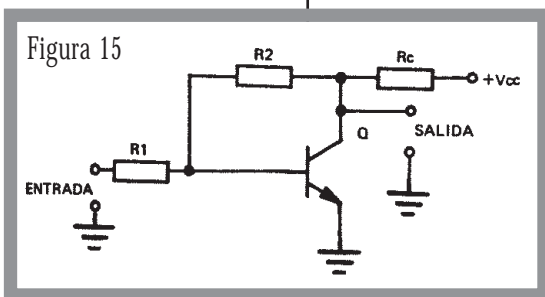 Figura 15
R2
Rc
+Vcc
Q
SALIDA
R1
ENTRADA